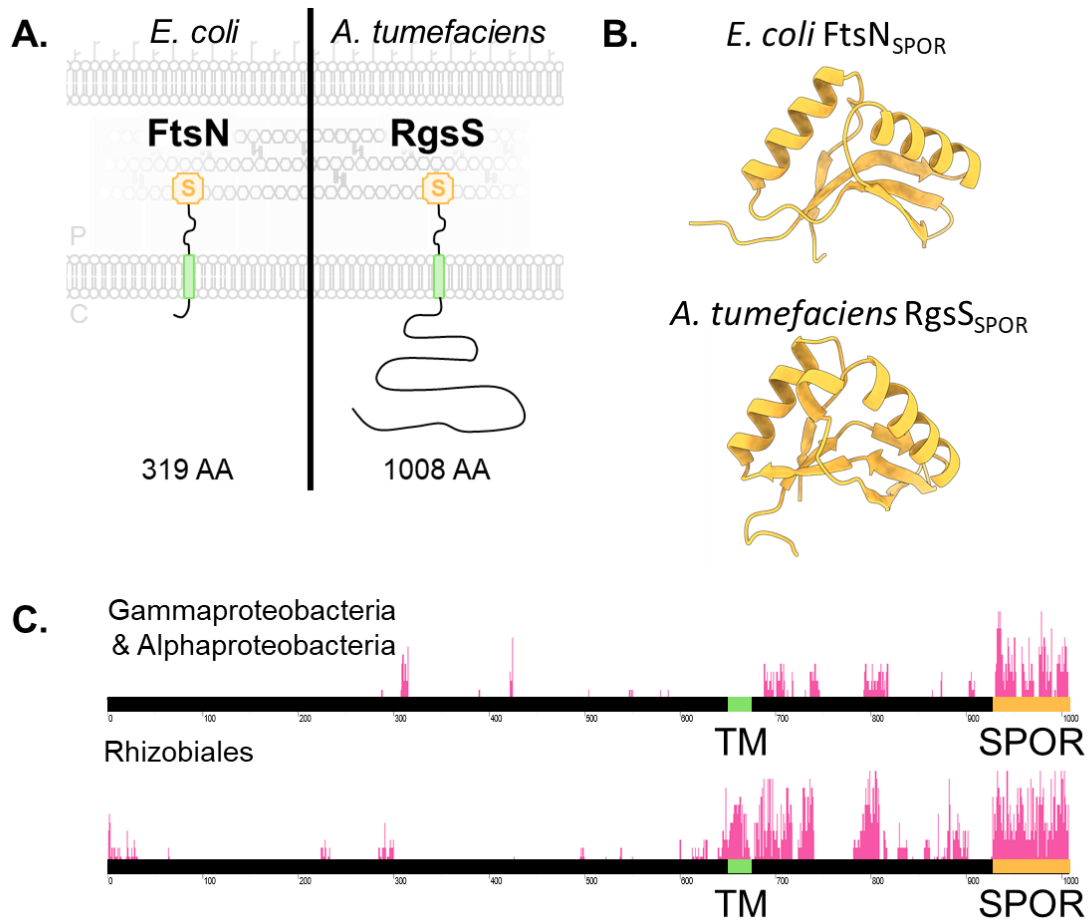 A.
E. coli
A. tumefaciens
FtsN
RgsS
S
S
P
C
319 AA
1008 AA
B.
E. coli FtsNSPOR
A. tumefaciens RgsSSPOR
C.
Gammaproteobacteria
& Alphaproteobacteria
0 100 200 300 400 500 600 700 800 900 1000
TM
SPOR
Rhizobiales
0 100 200 300 400 500 600 700 800 900 1000
TM
SPOR